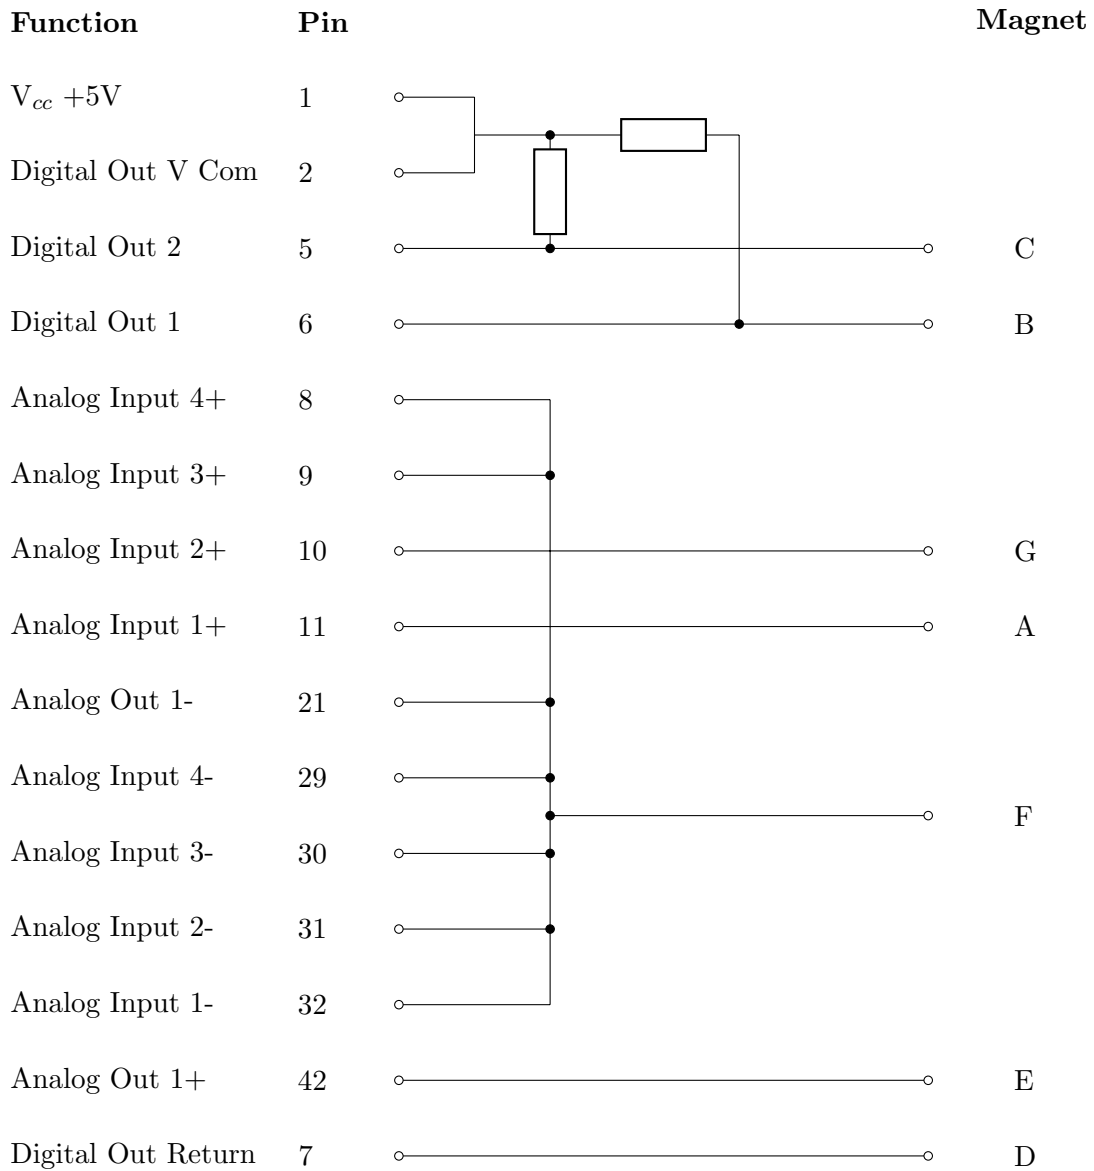 Function Pin Magnet
Vcc +5V 1
Digital Out V Com 2
Digital Out 2 5 C
Digital Out 1 6 B
Analog Input 4+ 8
Analog Input 3+ 9
Analog Input 2+ 10 G
Analog Input 1+ 11 A
Analog Out 1- 21
Analog Input 4- 29
F
Analog Input 3- 30
Analog Input 2- 31
Analog Input 1- 32
Analog Out 1+ 42 E
Digital Out Return 7 D